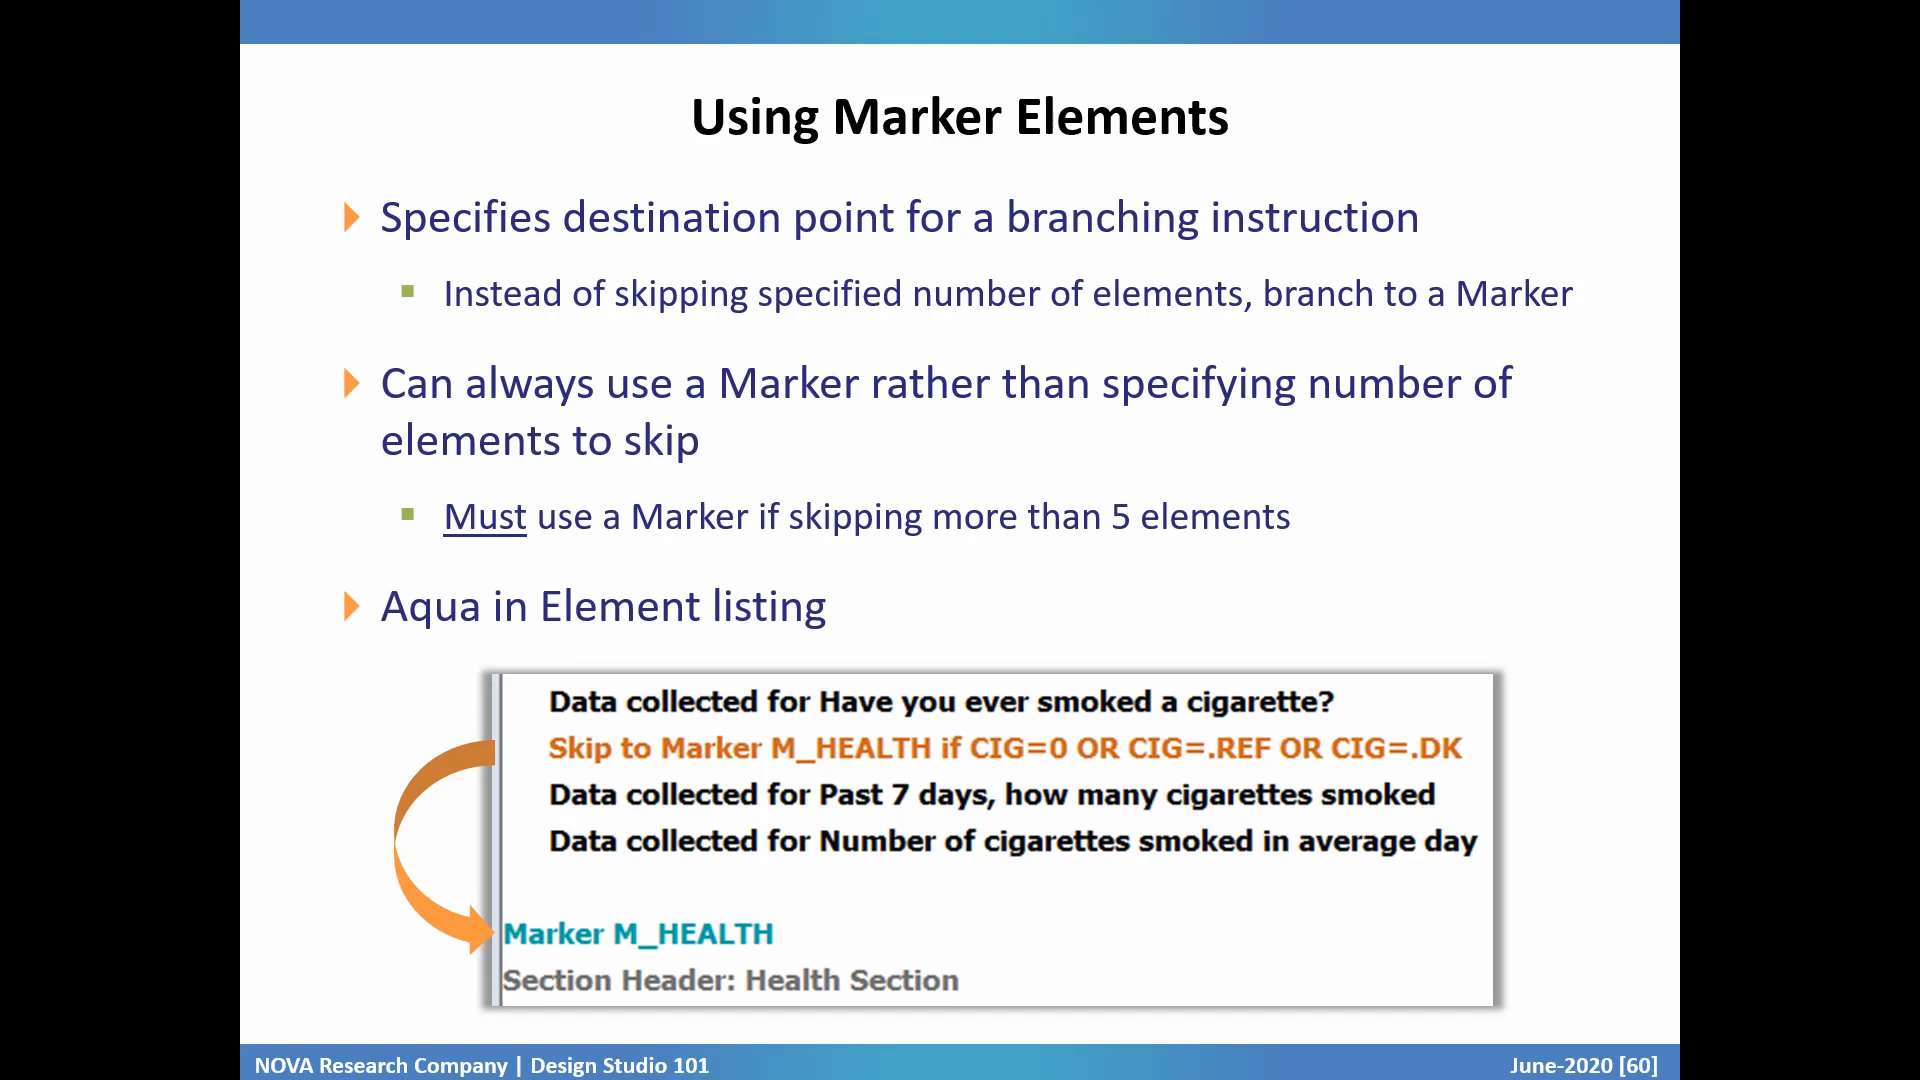 Using Marker Elements
Specifies destination point for a branching instruction
Instead of skipping specified number of elements, branch to a Marker
Can always use a Marker rather than specifying number of
elements to skip
Must use a Marker if skipping more than 5 elements
Aqua in Element listing
Data collected for Have you ever smoked a cigarette?
Skip to Marker M_HEALTH if CIG=0 OR CIG=.REF OR CIG=.DK
Data collected for Past 7 days, how many cigarettes smoked
Data collected for Number of cigarettes smoked in average day
Marker M_HEALTH
Section Header: Health Section
NOVA Research Company | Design Studio 101
June-2020 [60]